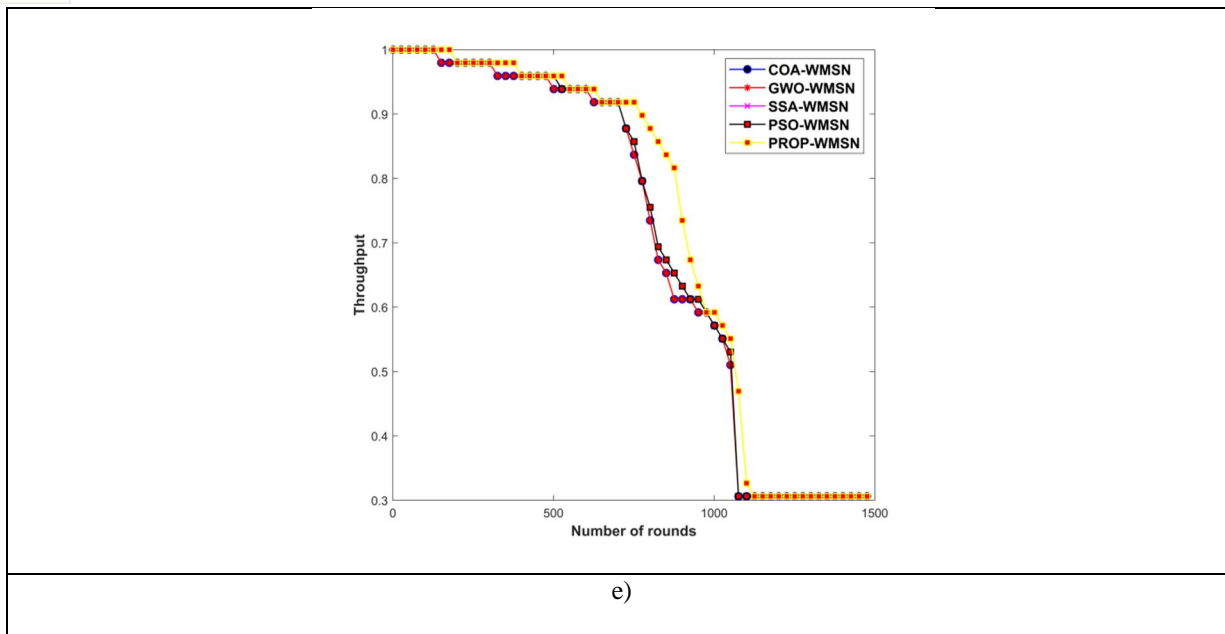 1
0.9
0.8
0.7
0.6
0.5
0.4
0.3
Throughput
COA-WMSN
GWO-WMSN
SSA-WMSN
PSO-WMSN
PROP-WMSN
0 500 1000 1500
Number of rounds
e)